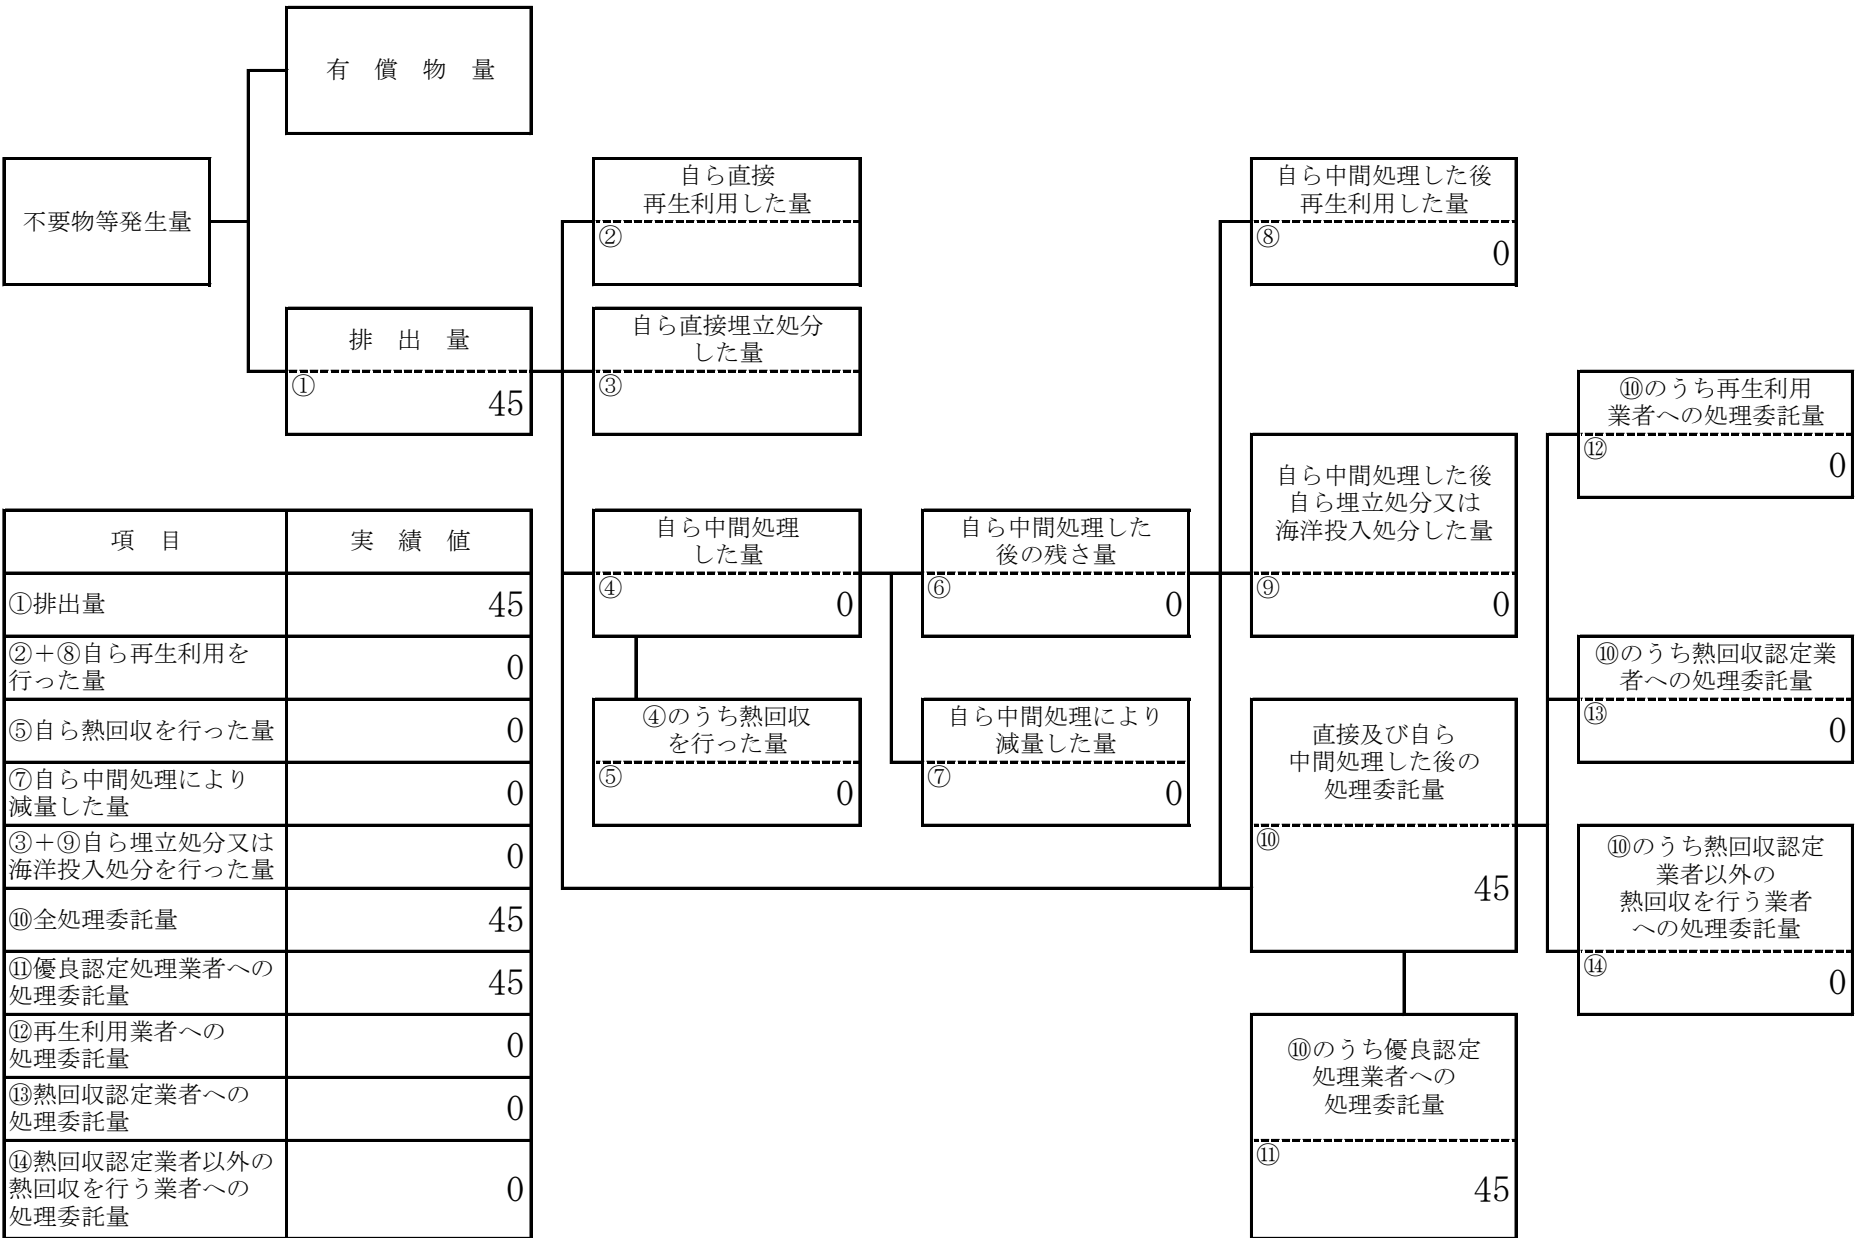 有 償 物 量
不要物等発生量
排 出 量
①
45
自ら直接
再生利用した量
②
自ら直接埋立処分
した量
③
自ら中間処理
した量
④
0
④のうち熱回収
を行った量
⑤
0
自ら中間処理した
後の残さ量
⑥
0
自ら中間処理により
減量した量
⑦
0
自ら中間処理した後
再生利用した量
⑧
0
自ら中間処理した後
自ら埋立処分又は
海洋投入処分した量
⑨
0
直接及び自ら
中間処理した後の
処理委託量
⑩
45
⑩のうち優良認定
処理業者への
処理委託量
⑪
45
⑩のうち再生利用
業者への処理委託量
⑫
0
⑩のうち熱回収認定業
者への処理委託量
⑬
0
⑩のうち熱回収認定
業者以外の
熱回収を行う業者
への処理委託量
⑭
0
項 目 実 績 値
①排出量 45
②+⑧自ら再生利用を
行った量 0
⑤自ら熱回収を行った量 0
⑦自ら中間処理により
減量した量 0
③+⑨自ら埋立処分又は
海洋投入処分を行った量 0
⑩全処理委託量 45
⑪優良認定処理業者への
処理委託量 45
⑫再生利用業者への
処理委託量 0
⑬熱回収認定業者への
処理委託量 0
⑭熱回収認定業者以外の
熱回収を行う業者への
処理委託量 0